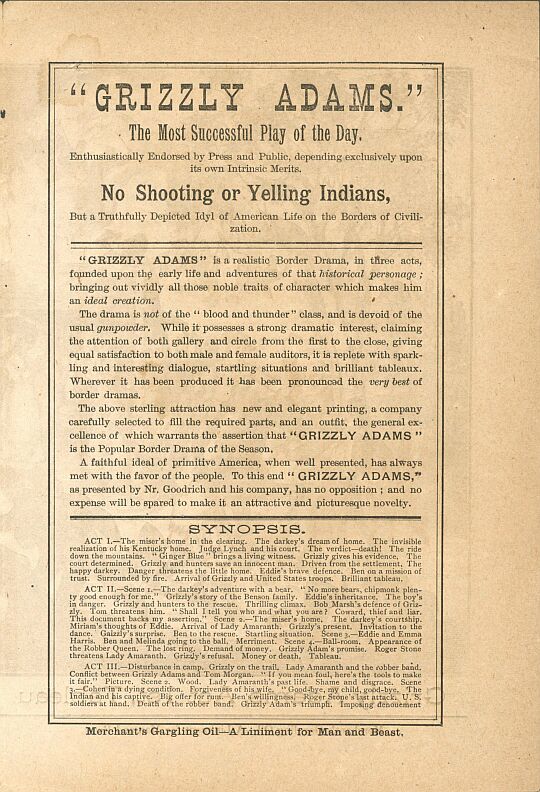 "GRIZZLY ADAMS."
The Most Successful Play of the Day.
Enthusiastically Endorsed by Press and Public, depending exclusively upon
its own Intrinsic Merits.
No Shooting or Yelling Indians,
But a Truthfully Depicted Idyl of American Life on the Borders of Civili-
zation.
"GRIZZLY ADAMS" is a realistic Border Drama, in three acts,
founded upon the early life and adventures of that historical personage;
bringing out vividly all those noble traits of character which makes him
an ideal creation.
The drama is not of the "blood and thunder" class, and is devoid of the
usual gunpowder. While it possesses a strong dramatic interest, claiming
the attention of both gallery and circle from the first to the close, giving
equal satisfaction to both male and female auditors, it is replete with spark-
ling and interesting dialogue, startling situations and brilliant tableaux.
Wherever it has been produced it has been pronounced the very best of
border dramas.
The above sterling attraction has new and elegant printing, a company
carefully selected to fill the required parts, and an outfit, the general ex-
cellence of which warrants the assertion that "GRIZZLY ADAMS"
is the Popular Border Drama of the Season.
A faithful ideal of primitive America, when well presented, has always
met with the favor of the people. To this end "GRIZZLY ADAMS,"
as presented by Nr. Goodrich and his company, has no opposition; and no
expense will be spared to make it an attractive and picturesque novelty.
SYNOPSIS.
ACT I.—The miser's home in the clearing. The darkey's dream of home. The invisible
realization of his Kentucky home. Judge Lynch and his court. The verdict—death! The ride
down the mountains. "Ginger Blue" brings a living witness. Grizzly gives his evidence. The
court determined. Grizzly and hunters save an innocent man. Driven from the settlement, The
happy darkey. Danger threatens the little home. Eddie's brave defence. Ben on a mission of
trust. Surrounded by fire. Arrival of Grizzly and United States troops. Brilliant tableau.
ACT II.—Scene 1.—The darkey's adventure with a bear. "No more bears, chipmonk plen-
ty good enough for me." Grizzly's story of the Benson family. Eddie's inheritance. The boy's
in danger. Grizzly and hunters to the rescue. Thrilling climax. Bob Marsh's defance of Griz-
zly. Tom threatens him. "Shall I tell you who and what you are? Coward, thief and liar.
This document backs my assertion." Scene 2.—The miser's home. The darkey's courtship.
Miriam's thoughts of Eddie. Arrival of Lady Amaranth. Grizzly's present. Invitation to the
dance. Gaizzly's surprise. Ben to the rescue. Startling situation. Scene 3.—Eddie and Emma
Harris. Ben and Melinda going to the ball. Merriment. Scene 4.—Ball-room. Appearance of
the Robber Queen. The lost ring. Demand of money. Grizzly Adam's promise. Roger Stone
threatens Lady Amaranth. Grizzly's refusal. Money or death. Tableau.
ACT III.—Disturbance in camp. Grizzly on the trail. Lady Amaranth and the robber band.
Conflict between Grizzly Adams and Tom Morgan. "If you mean foul, here's the tools to make
it fair." Picture. Scene 2. Wood. Lady Amaranth's past life. Shame and disgrace. Scene
3.—Cohen in a dying condition. Forgiveness of his wife. "Good-bye, my child, good-bye. The
Indian and his captive. Big offer for rum. Ben's willingness. Roger Stone's last attack. U. S.
soldiers at hand. Death of the robber band. Grizzly Adam's triumph. Imposing denouement
Merchant's Gargling Oil—A Liniment for Man and Beast.